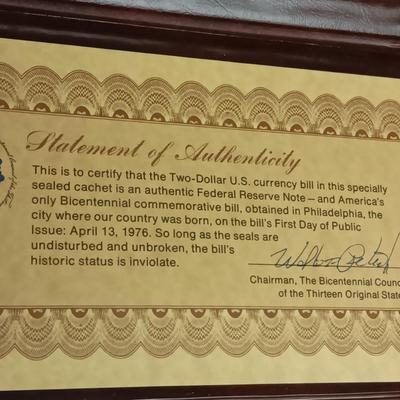 Statement of Authenticity
This is to certify that the Two-Dollar U.S. currency bill in this specially
sealed cachet is an authentic Federal Reserve Note—and America's
only Bicentennial commemorative bill, obtained in Philadelphia, the
city where our country was born, on the bill's First Day of Public
Issue: April 13, 1976. So long as the seals are
undisturbed and unbroken, the bill's
historic status is inviolate.
Chairman, The Bicentennial Counc
of the Thirteen Original State